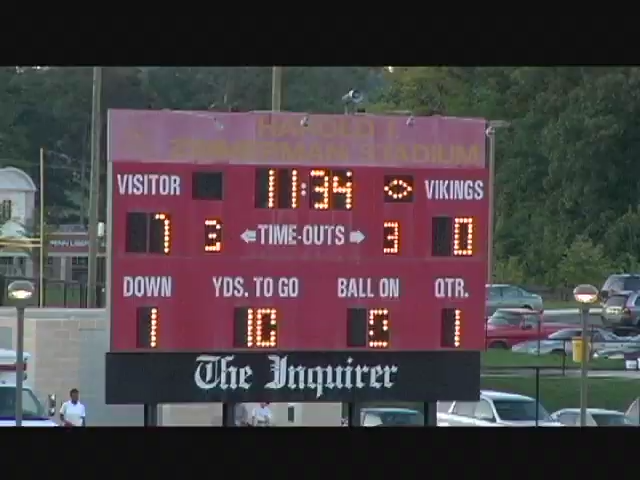 HAROLD T.
ZIMMERMAN STADIUM
VISITOR 11:34 VIKINGS
7 3 TIME-OUTS 3 0
DOWN YDS. TO GO BALL ON QTR.
1 10 9 1
The Inquirer